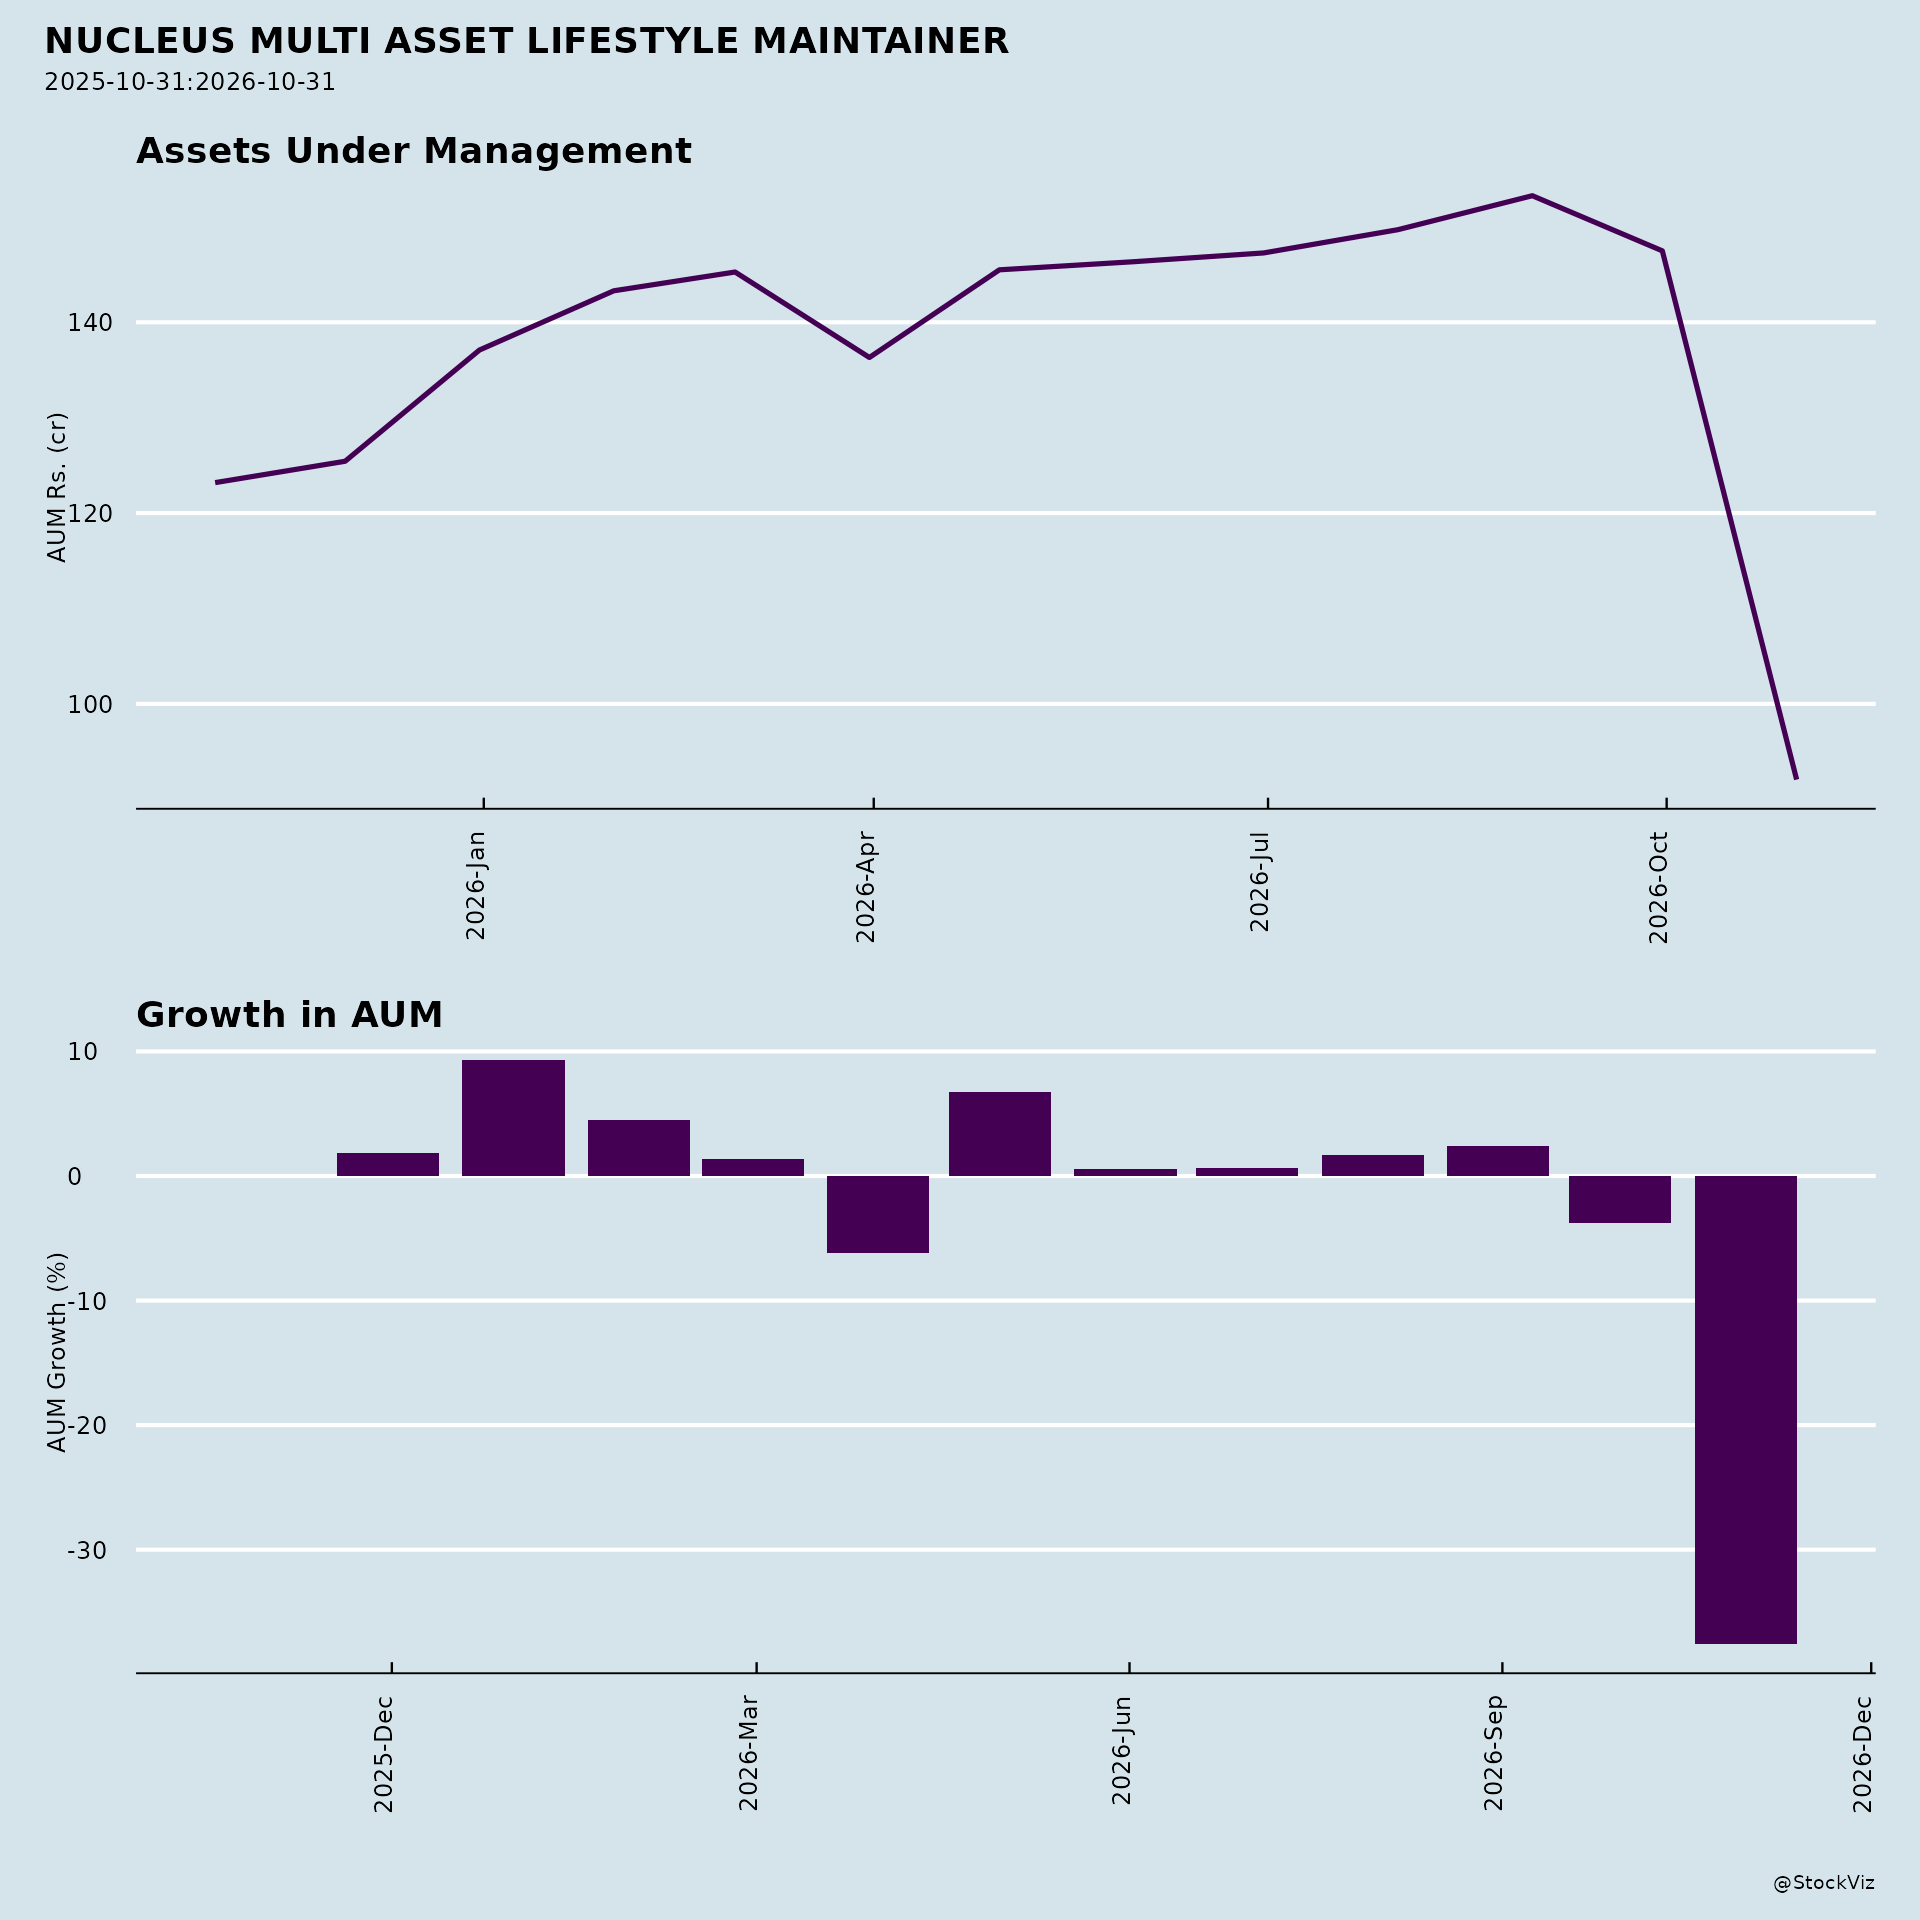 NUCLEUS MULTI ASSET LIFESTYLE MAINTAINER
2025-10-31:2026-10-31
Assets Under Management
AUM Rs. (cr)
140
120
100
2026-Jan
2026-Apr
2026-Jul
2026-Oct
Growth in AUM
AUM Growth (%)
10
0
-10
-20
-30
2025-Dec
2026-Mar
2026-Jun
2026-Sep
2026-Dec
@StockViz